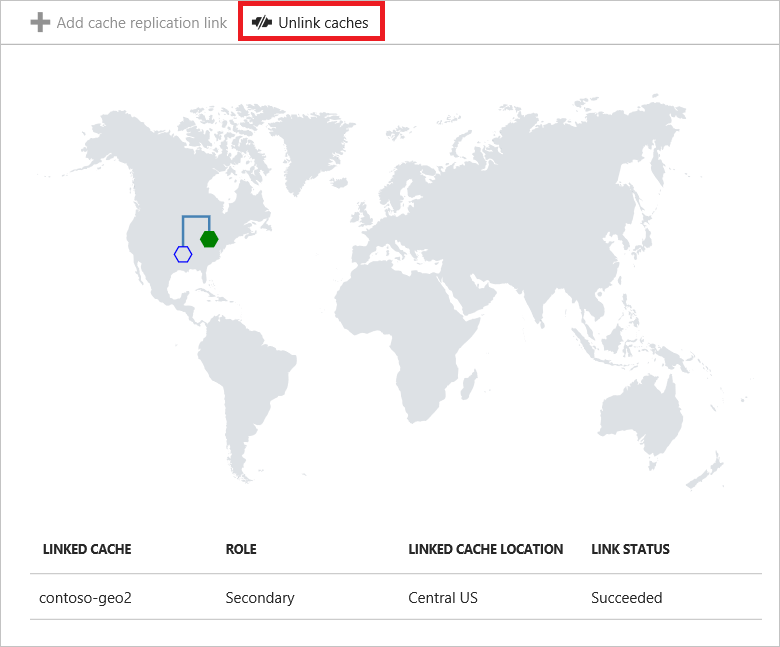 Add cache replication link Unlink caches
LINKED CACHE ROLE LINKED CACHE LOCATION LINK STATUS
contoso-geo2 Secondary Central US Succeeded